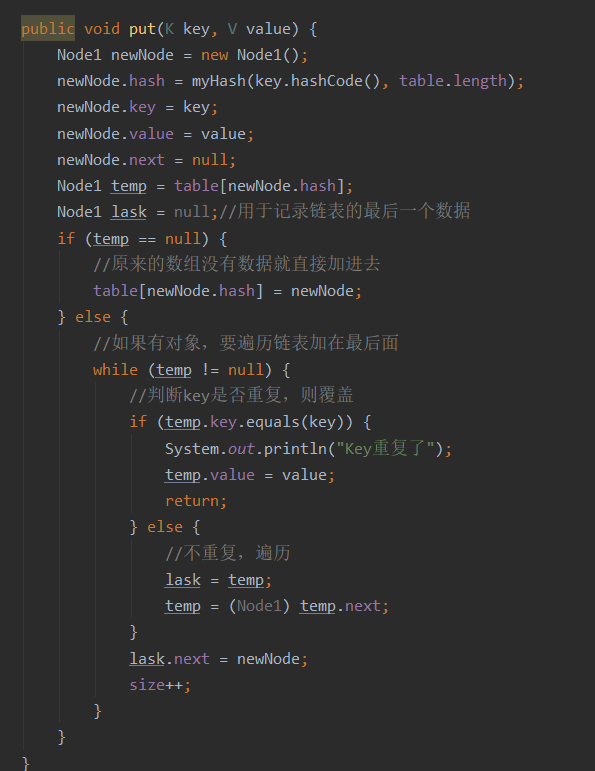 public void put(K key, V value) {
    Node1 newNode = new Node1();
    newNode.hash = myHash(key.hashCode(), table.length);
    newNode.key = key;
    newNode.value = value;
    newNode.next = null;
    Node1 temp = table[newNode.hash];
    Node1 lask = null;//用于记录链表的最后一个数据
    if (temp == null) {
        //原来的数组没有数据就直接加进去
        table[newNode.hash] = newNode;
    } else {
        //如果有对象，要遍历链表加在最后面
        while (temp != null) {
            //判断key是否重复，则覆盖
            if (temp.key.equals(key)) {
                System.out.println("Key重复了");
                temp.value = value;
                return;
            } else {
                //不重复，遍历
                lask = temp;
                temp = (Node1) temp.next;
            }
            lask.next = newNode;
            size++;
        }
    }
}